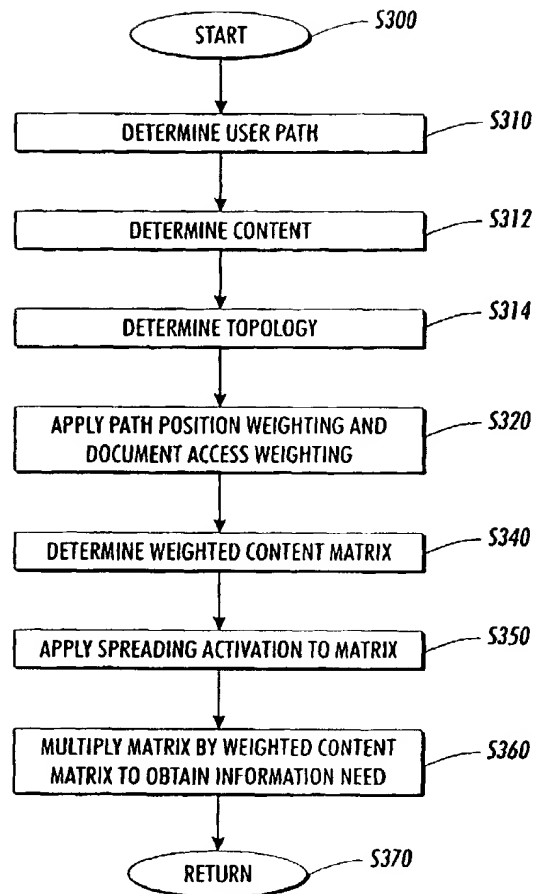 START
S300
DETERMINE USER PATH
S310
DETERMINE CONTENT
S312
DETERMINE TOPOLOGY
S314
APPLY PATH POSITION WEIGHTING AND
DOCUMENT ACCESS WEIGHTING
S320
DETERMINE WEIGHTED CONTENT MATRIX
S340
APPLY SPREADING ACTIVATION TO MATRIX
S350
MULTIPLY MATRIX BY WEIGHTED CONTENT
MATRIX TO OBTAIN INFORMATION NEED
S360
RETURN
S370